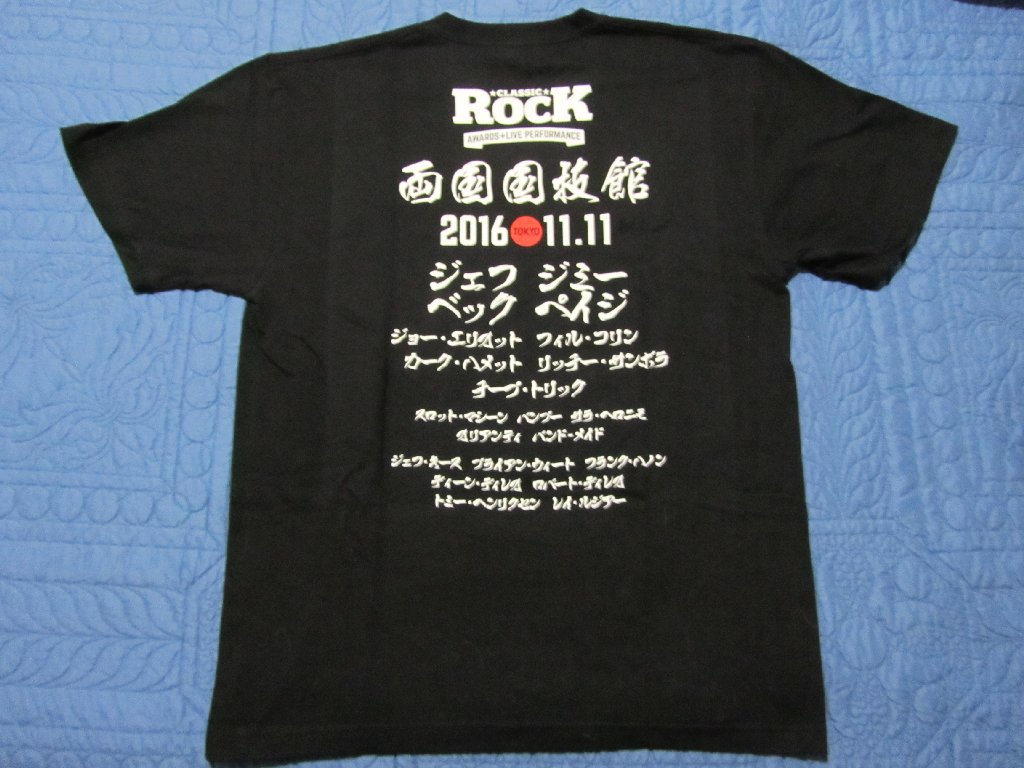 ★CLASSIC★
ROCK
AWARDS+LIVE PERFORMANCE
両国国技館
2016 TOKYO 11.11
ジェフ ジミー
ベック ペイジ
ジョー・エリオット フィル・コリン
カーク・ハメット リッチー・サンボラ
チープ・トリック
スロット・マシーン バンブー サラ・ヘロニミ
オリアンティ バンド・メイド
ジェフ・キース ブライアン・ウィート フランク・ハノン
ディーン・ディレオ ロバート・ディレオ
トミー・ヘンリクセン レイ・ルジアー